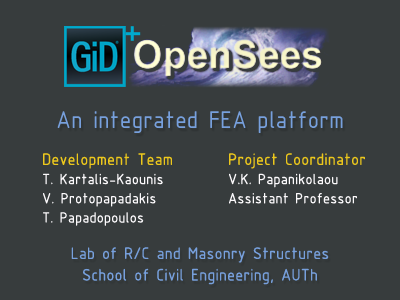 GiD+ OpenSees
An integrated FEA platform
Development Team
T. Kartalis-Kaounis
V. Protopapadakis
T. Papadopoulos
Project Coordinator
V.K. Papanikolaou
Assistant Professor
Lab of R/C and Masonry Structures
School of Civil Engineering, AUTh